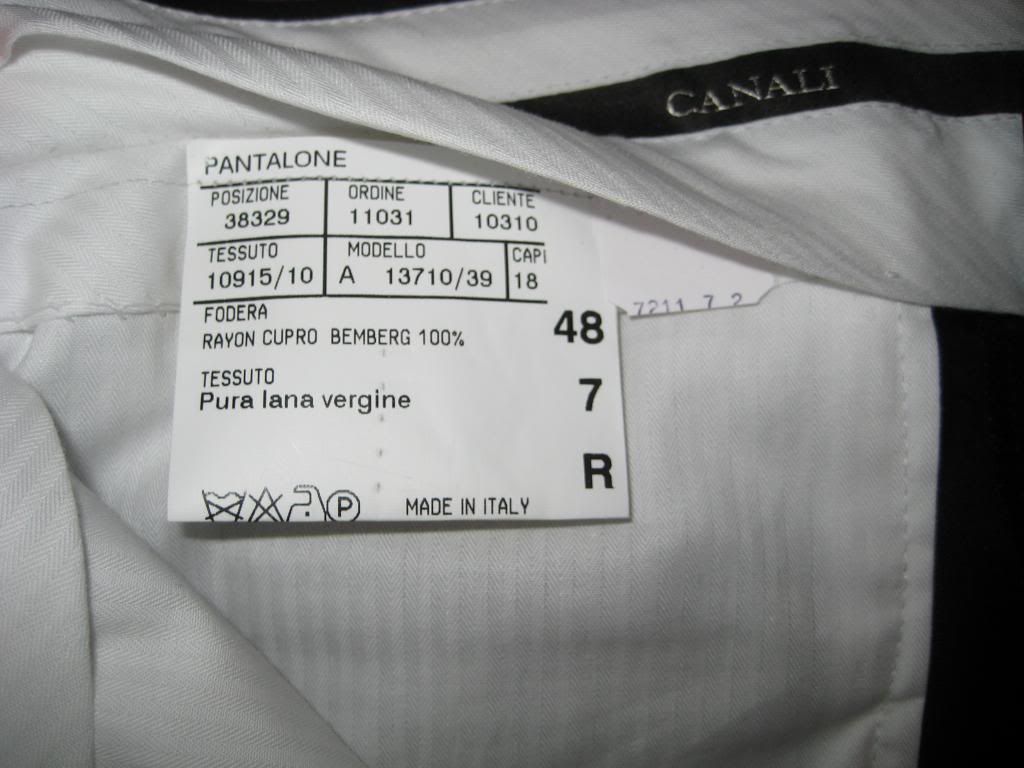 CANALI
PANTALONE
POSIZIONE ORDINE CLIENTE
38329 11031 10310
TESSUTO MODELLO CAPI
10915/10 A 13710/39 18
FODERA
RAYON CUPRO BEMBERG 100%
48
TESSUTO
Pura lana vergine
7
R
P MADE IN ITALY
7211 7 2